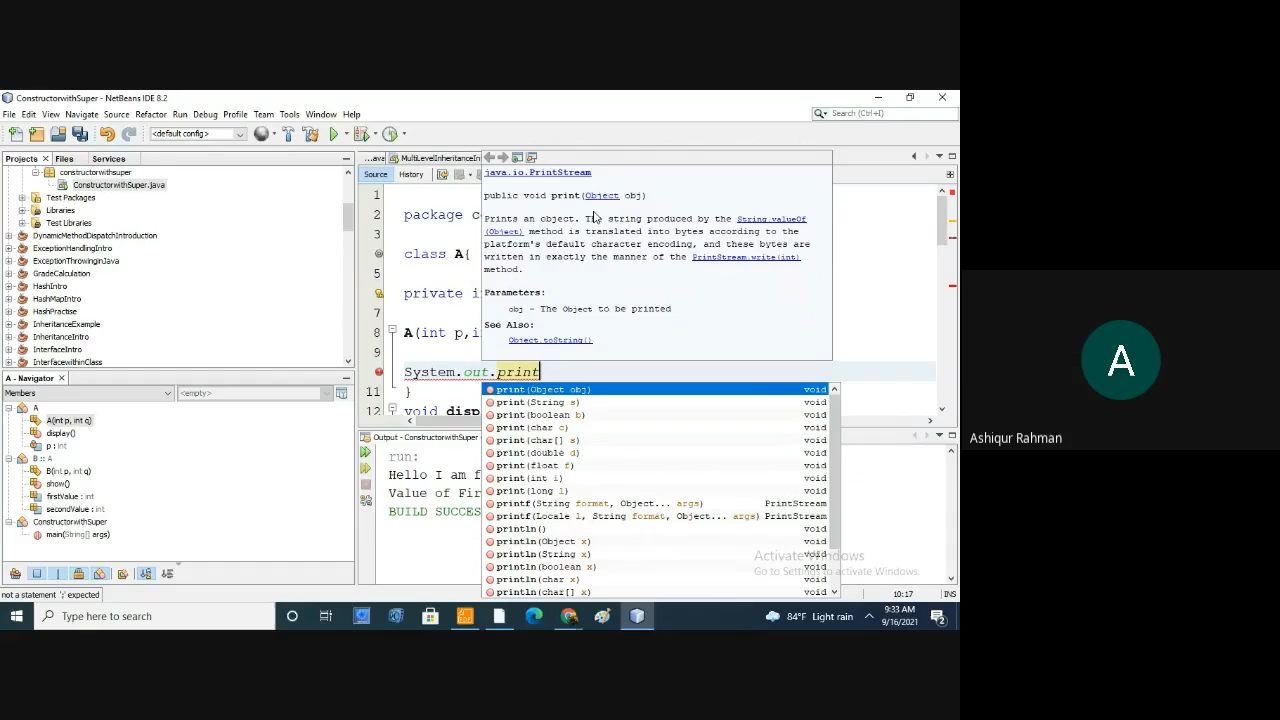 ConstructorwithSuper - NetBeans IDE 8.2
File Edit View Navigate Source Refactor Run Debug Profile Team Tools Window Help
Search (Ctrl+I)
<default config>
Projects
Files
Services
constructorwithsuper
ConstructorwithSuper.java
Test Packages
Libraries
Test Libraries
DynamicMethodDispatchIntroduction
ExceptionHandlingIntro
ExceptionThrowinginJava
GradeCalculation
HashIntro
HashMapIntro
HashPractise
InheritanceExample
InheritanceIntro
InterfaceIntro
InterfacewithinClass
A - Navigator
Members
<empty>
A
A(int p, int q)
display()
p : int
B :: A
B(int p, int q)
show()
firstValue : int
secondValue : int
ConstructorwithSuper
main(String[] args)
...ava
MultiLevelInheritanceIn
Source
History
1
2 package c
3
class A{
private i
7
8 A(int p,i
9
System.out.print
11 }
12 void disp
java.io.PrintStream
public void print(Object obj)
Prints an object. The string produced by the String.valueOf
(Object) method is translated into bytes according to the
platform's default character encoding, and these bytes are
written in exactly the manner of the PrintStream.write(int)
method.
Parameters:
obj - The Object to be printed
See Also:
Object.toString()
print(Object obj) void
print(String s) void
print(boolean b) void
print(char c) void
print(char[] s) void
print(double d) void
print(float f) void
print(int i) void
print(long l) void
printf(String format, Object... args) PrintStream
printf(Locale l, String format, Object... args) PrintStream
println() void
println(Object x) void
println(String x) void
println(boolean x) void
println(char x) void
println(char[] x) void
Output - ConstructorwithSuper
run:
Hello I am f
Value of Fir
BUILD SUCCES
Activate Windows
Go to Settings to activate Windows.
not a statement ';' expected
10:17
INS
Type here to search
84°F Light rain
9:33 AM
9/16/2021
2
A
Ashiqur Rahman